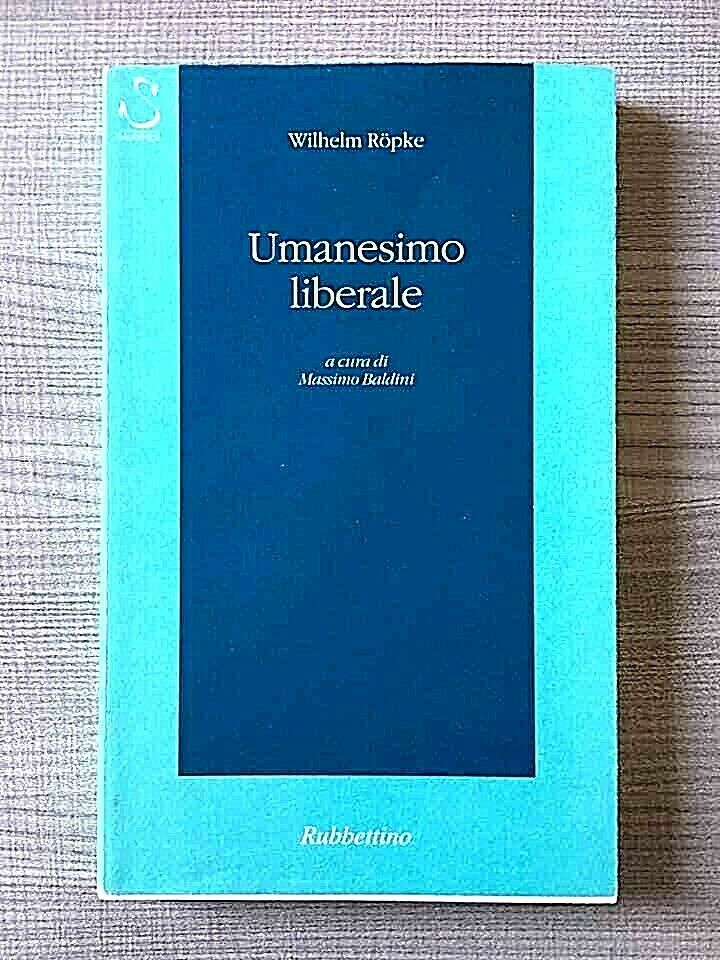 Wilhelm Röpke
Umanesimo
liberale
a cura di
Massimo Baldini
Rubbettino